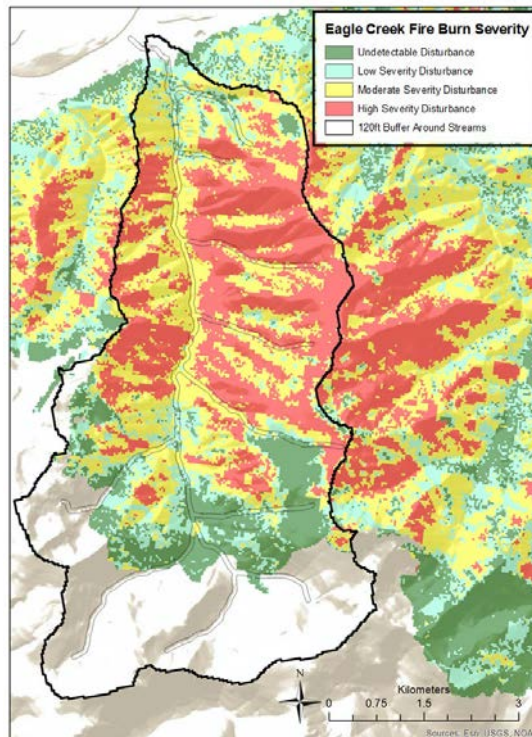 Eagle Creek Fire Burn Severity
Undetectable Disturbance
Low Severity Disturbance
Moderate Severity Disturbance
High Severity Disturbance
120ft Buffer Around Streams
N
Kilometers
0 0.75 1.5 3
Sources: Esri, USGS, NOAA